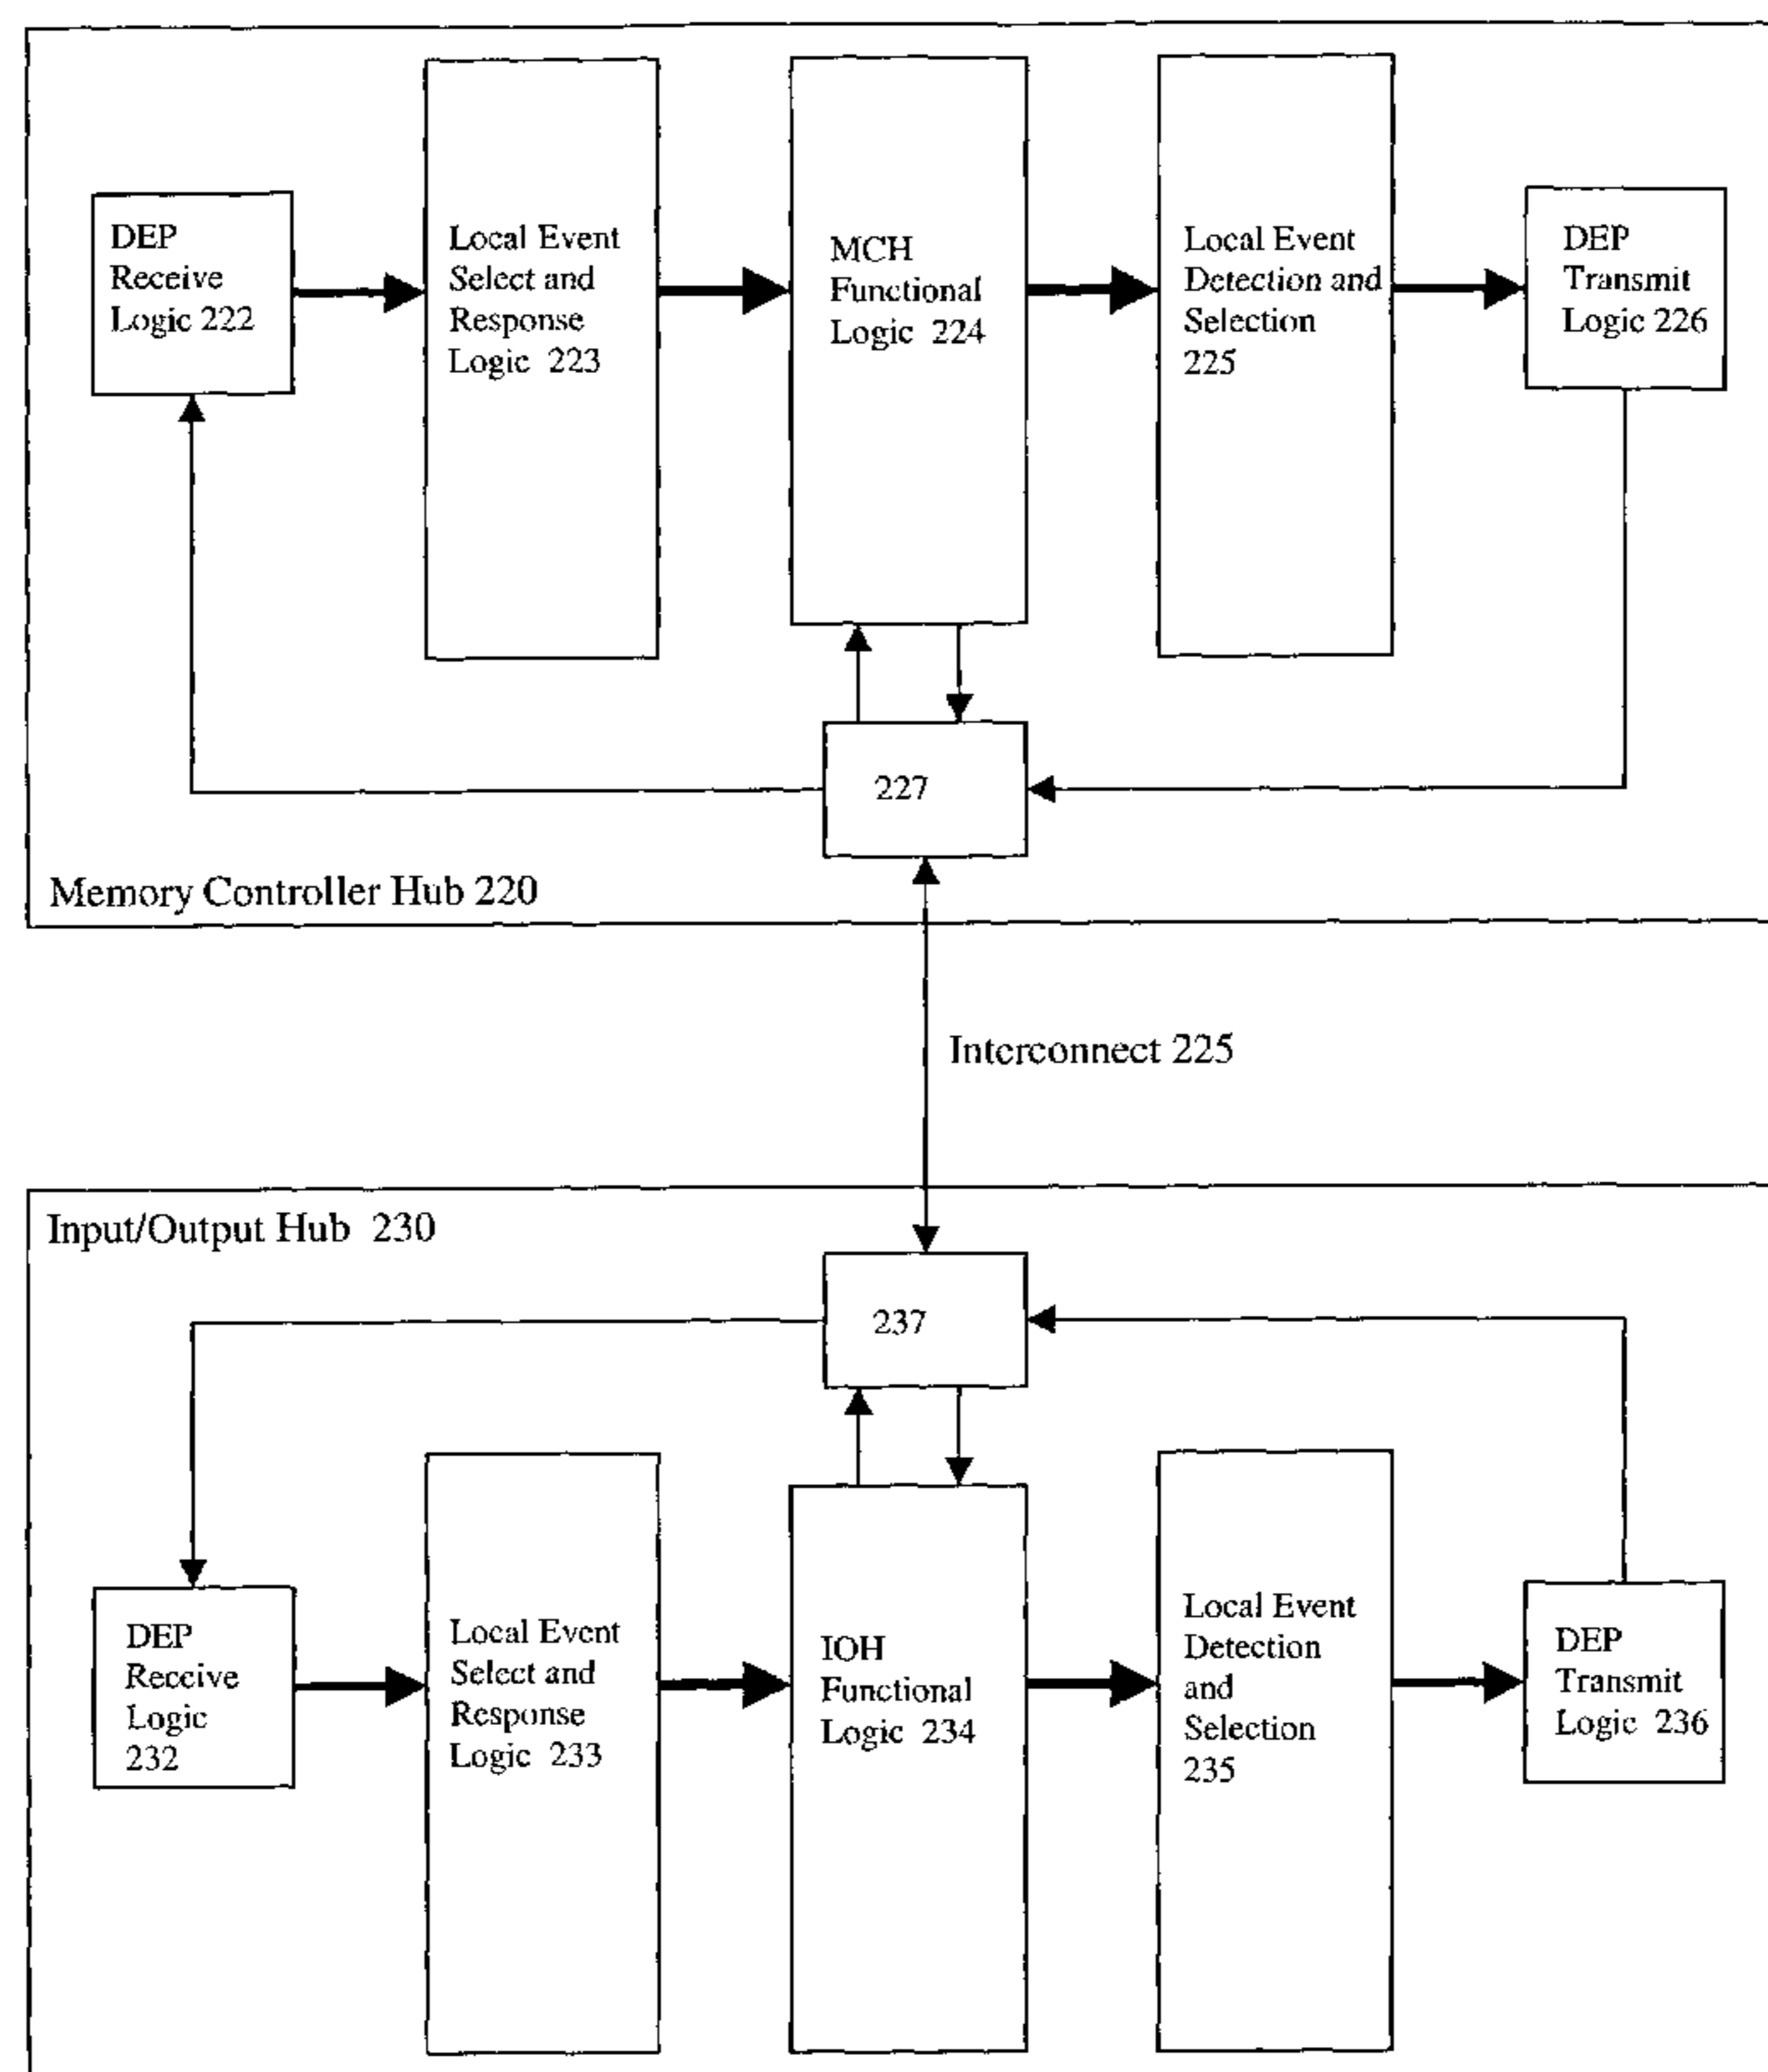 DEP
Receive
Logic 222
Local Event
Select and
Response
Logic 223
MCH
Functional
Logic 224
Local Event
Detection and
Selection
225
DEP
Transmit
Logic 226
227
Memory Controller Hub 220
Interconnect 225
Input/Output Hub 230
237
DEP
Receive
Logic
232
Local Event
Select and
Response
Logic 233
IOH
Functional
Logic 234
Local Event
Detection
and
Selection
235
DEP
Transmit
Logic 236